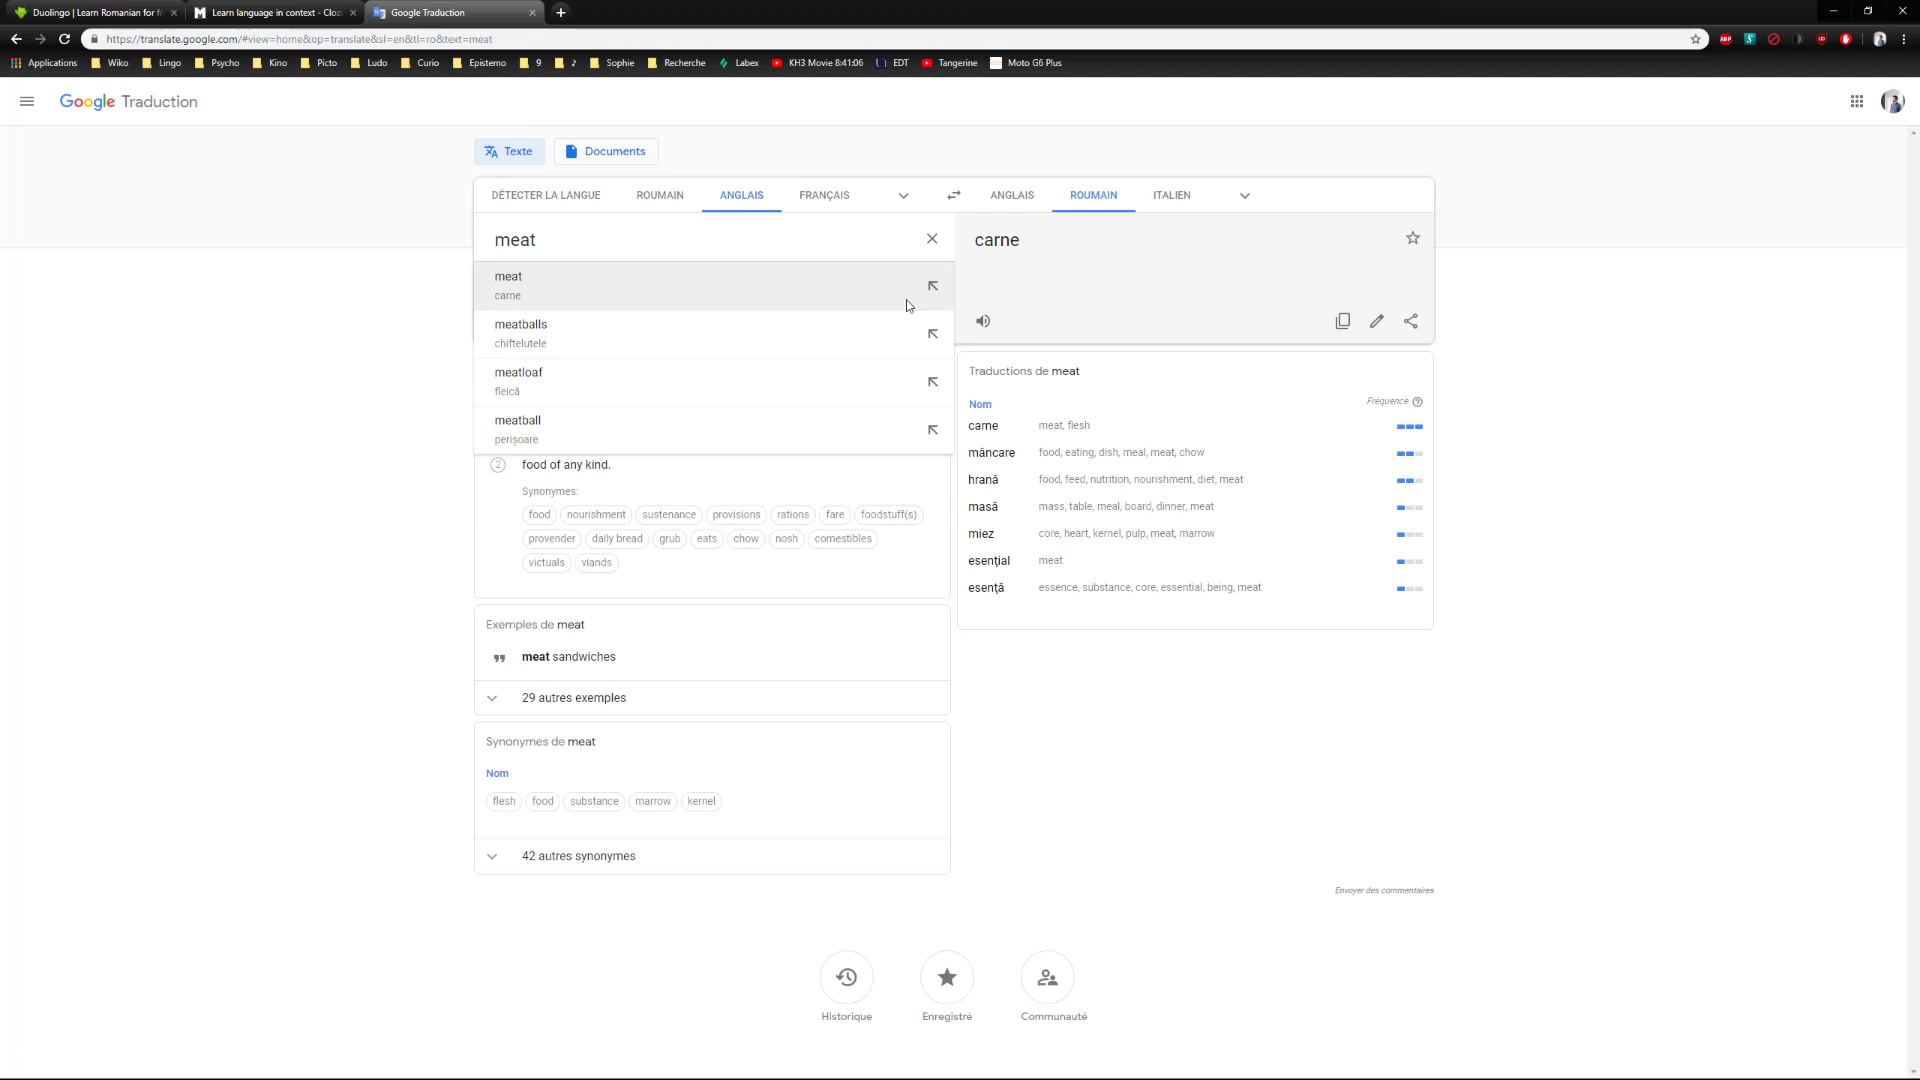 Duolingo | Learn Romanian for f
Learn language in context - Cloz
Google Traduction
https://translate.google.com/#view=home&op=translate&sl=en&tl=ro&text=meat
Applications Wiko Lingo Psycho Kino Picto Ludo Curio Epistemo 9 ♪ Sophie Recherche Labex KH3 Movie 8:41:06 EDT Tangerine Moto G6 Plus
Google Traduction
Texte Documents
DÉTECTER LA LANGUE ROUMAIN ANGLAIS FRANÇAIS ANGLAIS ROUMAIN ITALIEN
meat
carne
meat
carne
meatballs
chiftelutele
meatloaf
fleică
meatball
perișoare
2 food of any kind.
Synonymes:
food nourishment sustenance provisions rations fare foodstuff(s)
provender daily bread grub eats chow nosh comestibles
victuals viands
Exemples de meat
meat sandwiches
29 autres exemples
Synonymes de meat
Nom
flesh food substance marrow kernel
42 autres synonymes
Traductions de meat
Nom Fréquence
carne meat, flesh
mâncare food, eating, dish, meal, meat, chow
hrană food, feed, nutrition, nourishment, diet, meat
masă mass, table, meal, board, dinner, meat
miez core, heart, kernel, pulp, meat, marrow
esenţial meat
esenţă essence, substance, core, essential, being, meat
Envoyer des commentaires
Historique Enregistré Communauté